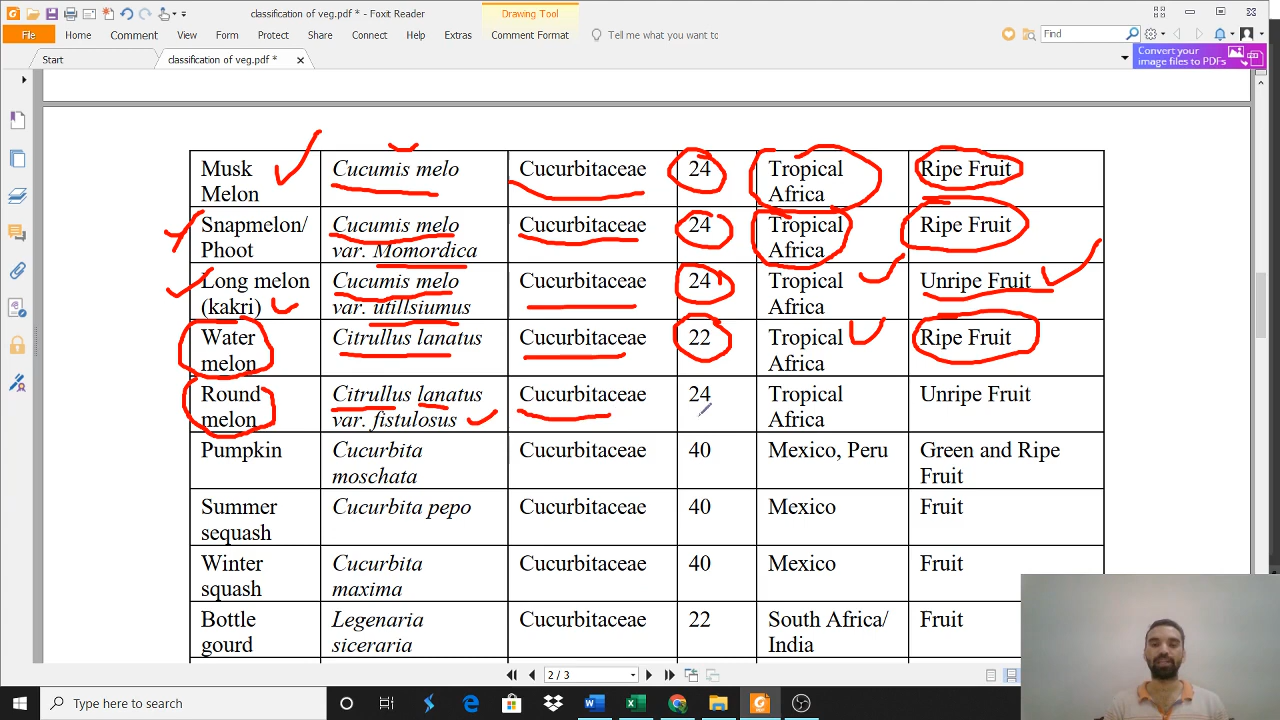 classification of veg.pdf * - Foxit Reader
Drawing Tool
File Home Comment View Form Protect Share Connect Help Extras Comment Format Tell me what you want to Find
Start classification of veg.pdf *
Convert your
image files to PDFs
Musk
Melon
Cucumis melo
Cucurbitaceae
24
Tropical
Africa
Ripe Fruit
Snapmelon/
Phoot
Cucumis melo
var. Momordica
Cucurbitaceae
24
Tropical
Africa
Ripe Fruit
Long melon
(kakri)
Cucumis melo
var. utillsiumus
Cucurbitaceae
24
Tropical
Africa
Unripe Fruit
Water
melon
Citrullus lanatus
Cucurbitaceae
22
Tropical
Africa
Ripe Fruit
Round
melon
Citrullus lanatus
var. fistulosus
Cucurbitaceae
24
Tropical
Africa
Unripe Fruit
Pumpkin
Cucurbita
moschata
Cucurbitaceae
40
Mexico, Peru
Green and Ripe
Fruit
Summer
sequash
Cucurbita pepo
Cucurbitaceae
40
Mexico
Fruit
Winter
squash
Cucurbita
maxima
Cucurbitaceae
40
Mexico
Fruit
Bottle
gourd
Legenaria
siceraria
Cucurbitaceae
22
South Africa/
India
Fruit
2 / 3
Type here to search